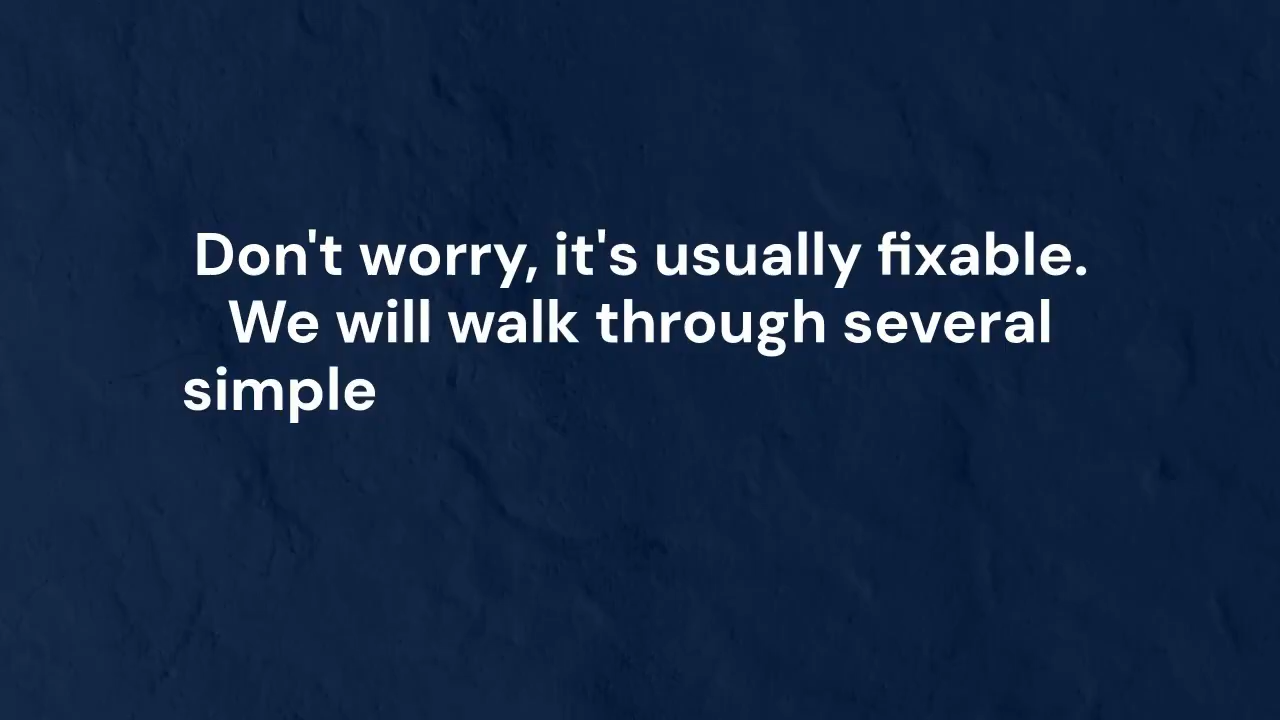 Don't worry, it's usually fixable.
We will walk through several
simple